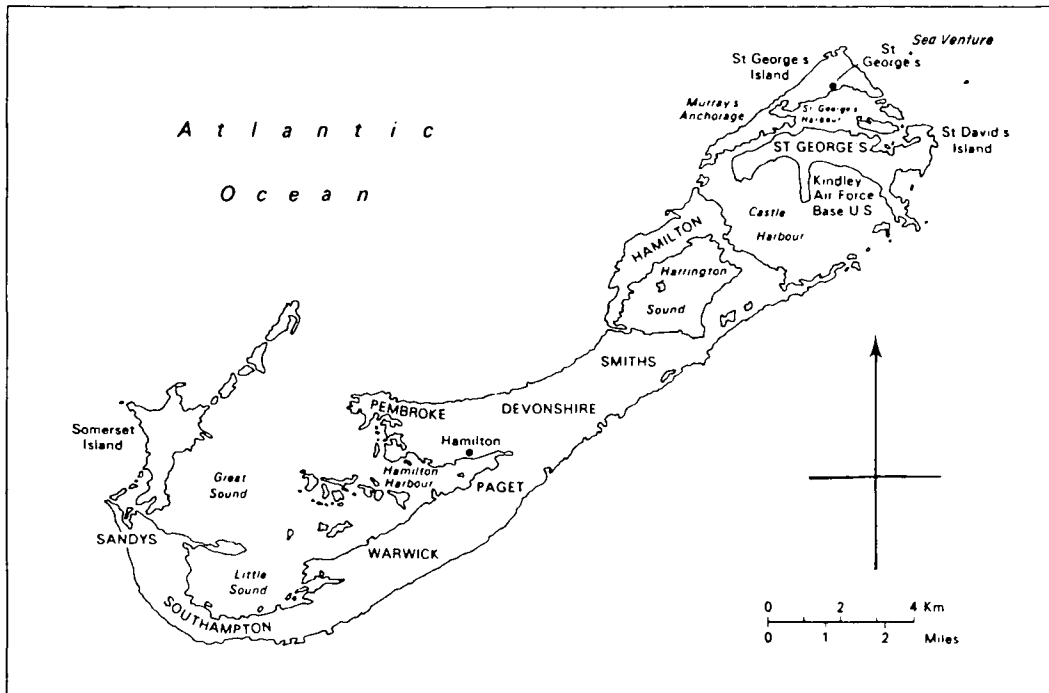 Sea Venture
St George's
Island
St
George's
Murray's
Anchorage
St George's
Harbour
St David's
Island
ST GEORGE'S
Kindley
Air Force
Base U S
Castle
Harbour
Atlantic
Ocean
HAMILTON
Harrington
Sound
SMITHS
DEVONSHIRE
PEMBROKE
Hamilton
Somerset
Island
Great
Sound
Hamilton
Harbour
PAGET
SANDYS
WARWICK
Little
Sound
SOUTHAMPTON
0 2 4 Km
0 1 2 Miles